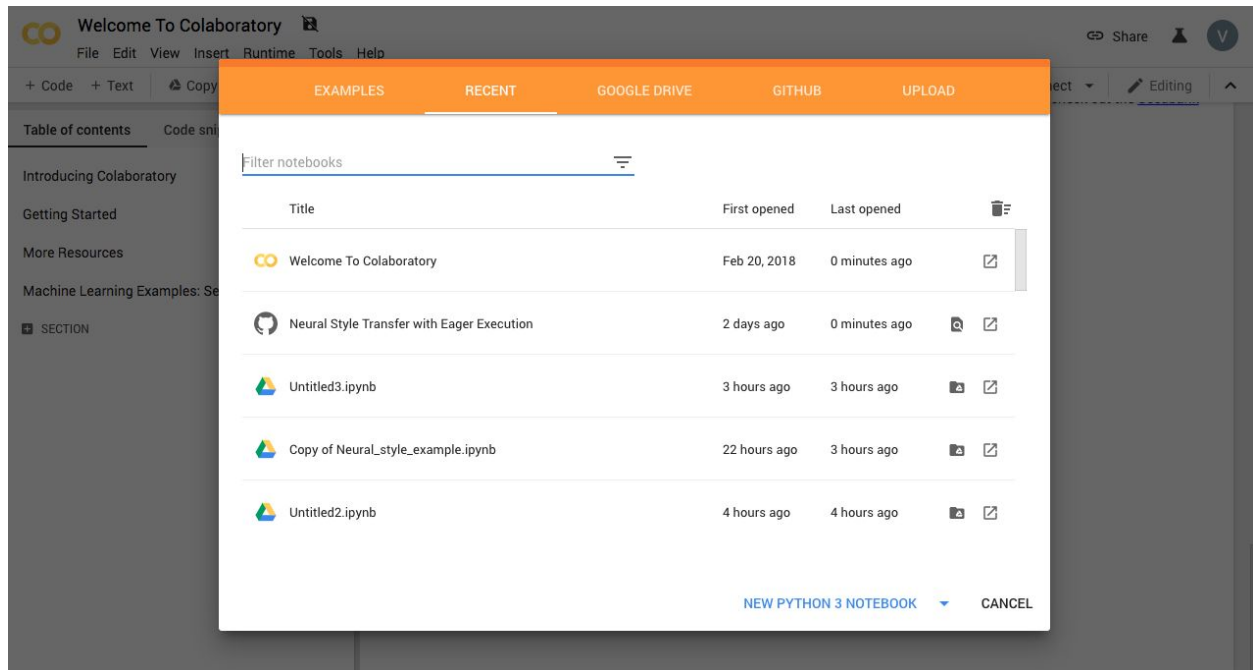 Welcome To Colaboratory
File Edit View Insert Runtime Tools Help
Share
V
+ Code + Text Copy
Editing
EXAMPLES RECENT GOOGLE DRIVE GITHUB UPLOAD
Table of contents Code
Filter notebooks
Introducing Colaboratory
Getting Started
More Resources
Machine Learning Examples:
SECTION
Title First opened Last opened
Welcome To Colaboratory Feb 20, 2018 0 minutes ago
Neural Style Transfer with Eager Execution 2 days ago 0 minutes ago
Untitled3.ipynb 3 hours ago 3 hours ago
Copy of Neural_style_example.ipynb 22 hours ago 3 hours ago
Untitled2.ipynb 4 hours ago 4 hours ago
NEW PYTHON 3 NOTEBOOK CANCEL